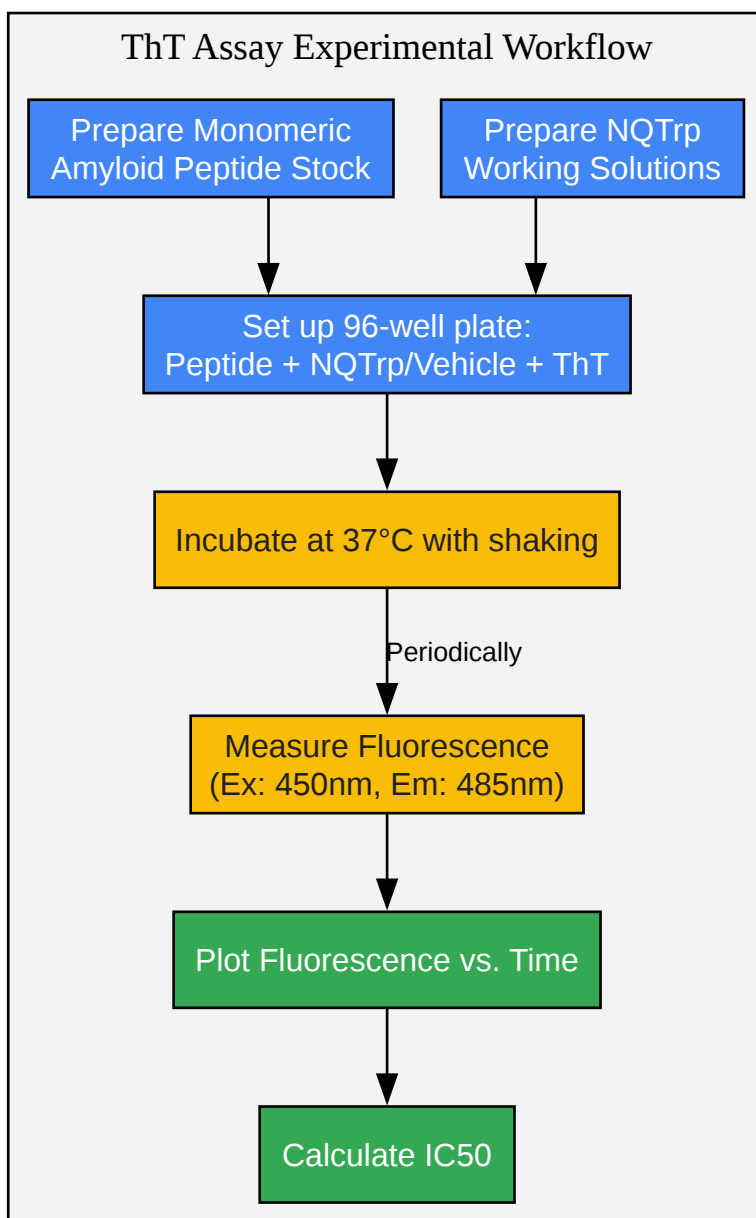 ThT Assay Experimental Workflow
Prepare Monomeric
Amyloid Peptide Stock
Prepare NQTrp
Working Solutions
Set up 96-well plate:
Peptide + NQTrp/Vehicle + ThT
Incubate at 37°C with shaking
Periodically
Measure Fluorescence
(Ex: 450nm, Em: 485nm)
Plot Fluorescence vs. Time
Calculate IC50